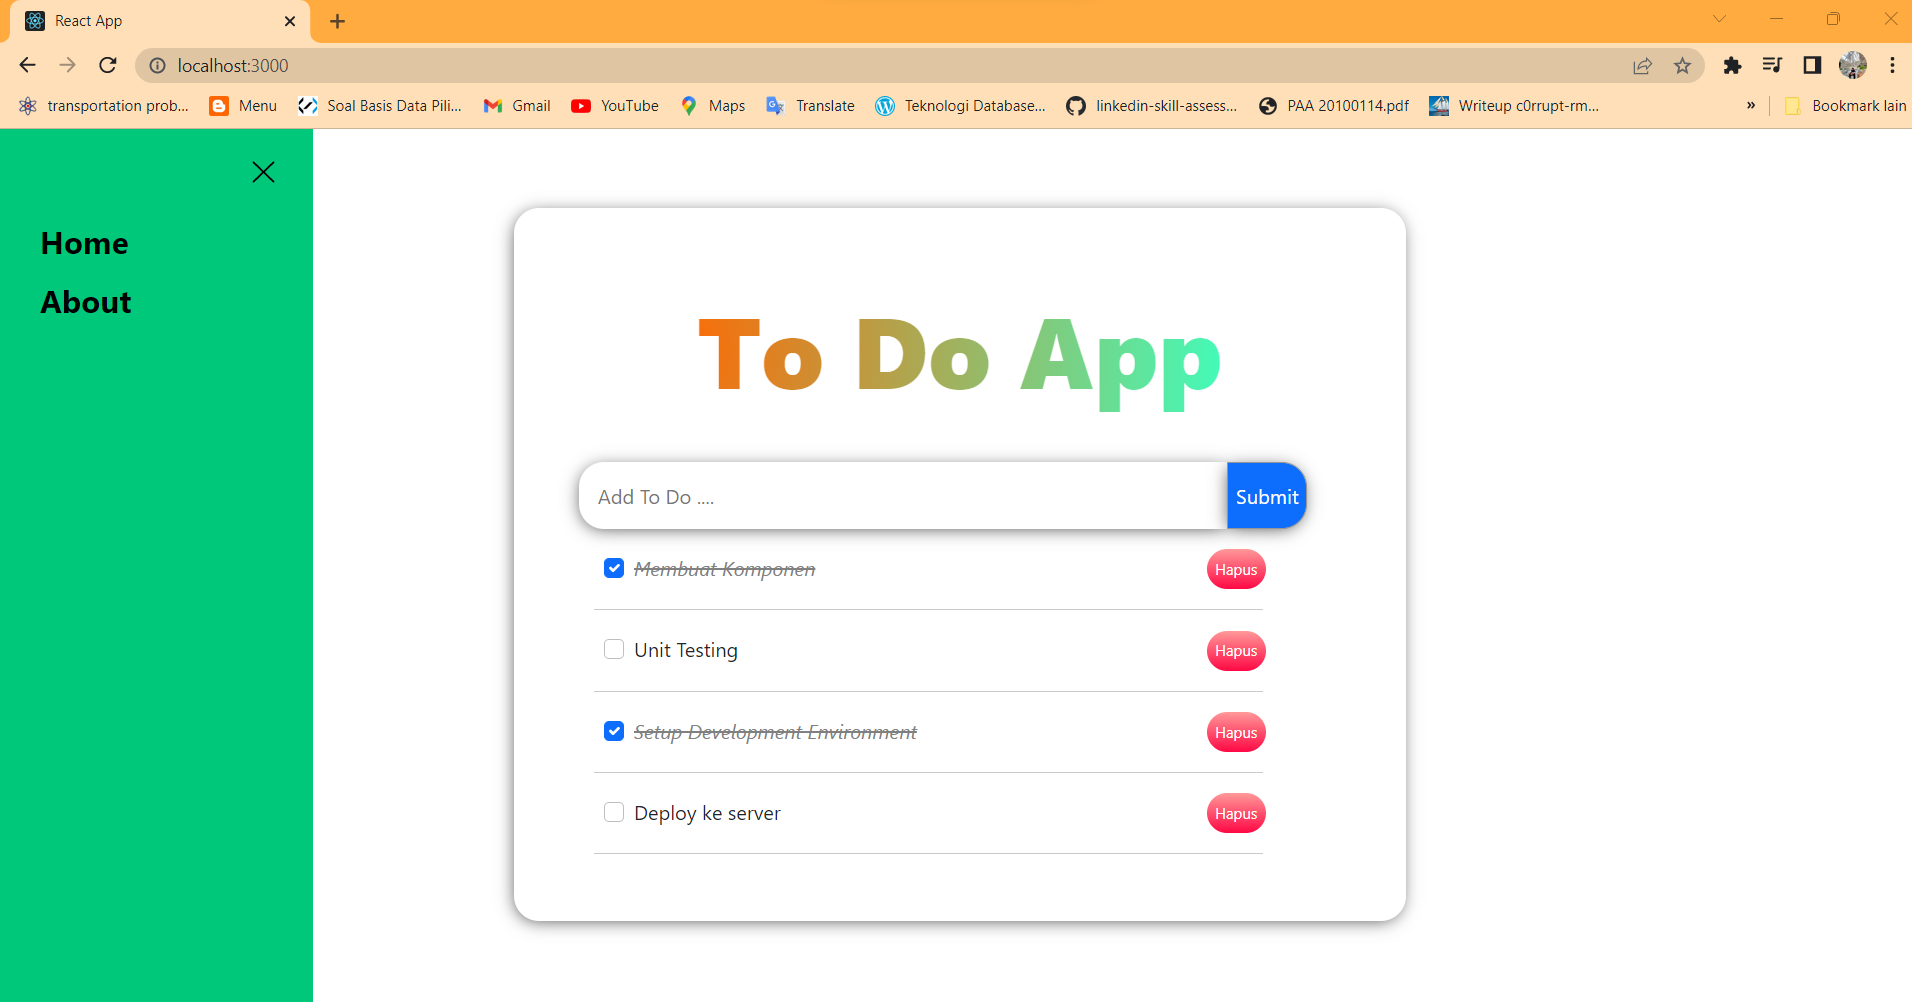 React App
localhost:3000
transportation prob... Menu Soal Basis Data Pili... Gmail YouTube Maps Translate Teknologi Database... linkedin-skill-assess... PAA 20100114.pdf Writeup c0rrupt-rm... » Bookmark lain
Home
About
To Do App
Add To Do .... Submit
Membuat Komponen Hapus
Unit Testing Hapus
Setup Development Environment Hapus
Deploy ke server Hapus